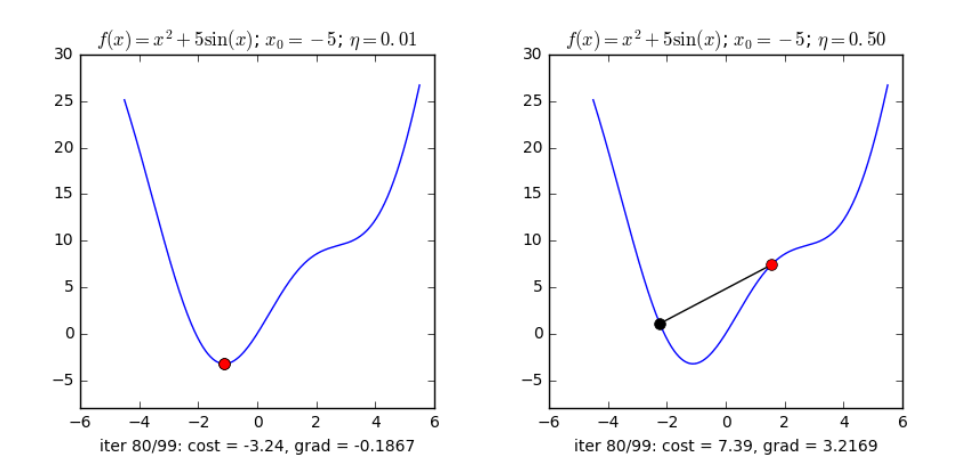 f(x) = x² + 5sin(x); x₀ = −5; η = 0.01
30
25
20
15
10
5
0
−5
−6 −4 −2 0 2 4 6
iter 80/99: cost = -3.24, grad = -0.1867
f(x) = x² + 5sin(x); x₀ = −5; η = 0.50
30
25
20
15
10
5
0
−5
−6 −4 −2 0 2 4 6
iter 80/99: cost = 7.39, grad = 3.2169